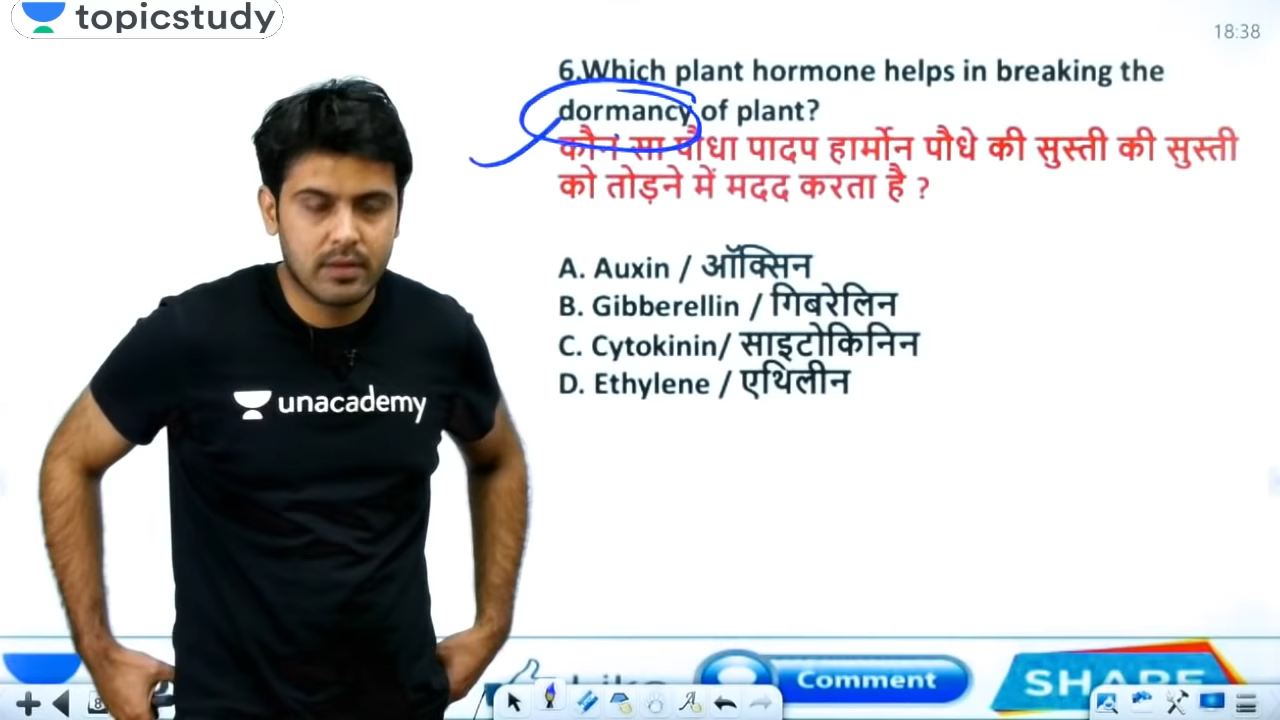 topicstudy
18:38
6.Which plant hormone helps in breaking the
dormancy of plant?
कौन सा पौधा पादप हार्मोन पौधे की सुस्ती की सुस्ती
को तोड़ने में मदद करता है ?
A. Auxin / ऑक्सिन
B. Gibberellin / गिबरेलिन
C. Cytokinin/ साइटोकिनिन
D. Ethylene / एथिलीन
unacademy
Comment
SHARE